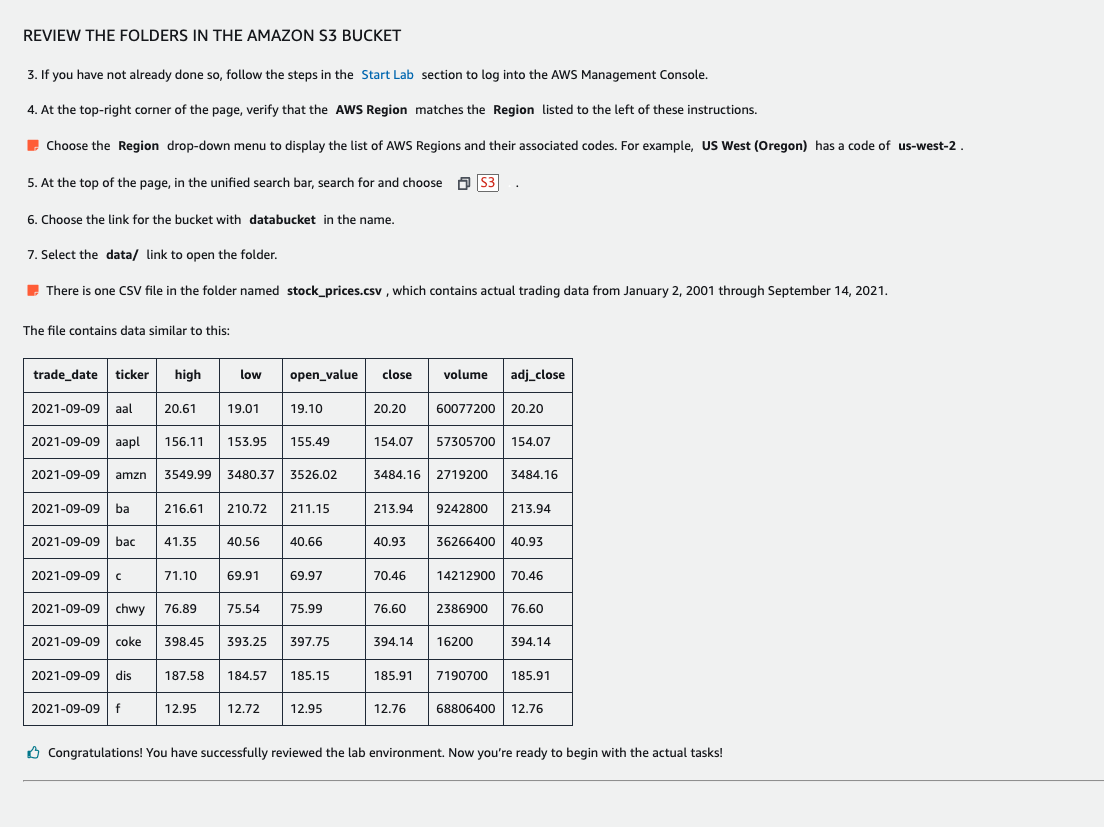 REVIEW THE FOLDERS IN THE AMAZON S3 BUCKET
3. If you have not already done so, follow the steps in the Start Lab section to log into the AWS Management Console.
4. At the top-right corner of the page, verify that the AWS Region matches the Region listed to the left of these instructions.
Choose the Region drop-down menu to display the list of AWS Regions and their associated codes. For example, US West (Oregon) has a code of us-west-2 .
5. At the top of the page, in the unified search bar, search for and choose S3 .
6. Choose the link for the bucket with databucket in the name.
7. Select the data/ link to open the folder.
There is one CSV file in the folder named stock_prices.csv , which contains actual trading data from January 2, 2001 through September 14, 2021.
The file contains data similar to this:
trade_date ticker high low open_value close volume adj_close
2021-09-09 aal 20.61 19.01 19.10 20.20 60077200 20.20
2021-09-09 aapl 156.11 153.95 155.49 154.07 57305700 154.07
2021-09-09 amzn 3549.99 3480.37 3526.02 3484.16 2719200 3484.16
2021-09-09 ba 216.61 210.72 211.15 213.94 9242800 213.94
2021-09-09 bac 41.35 40.56 40.66 40.93 36266400 40.93
2021-09-09 c 71.10 69.91 69.97 70.46 14212900 70.46
2021-09-09 chwy 76.89 75.54 75.99 76.60 2386900 76.60
2021-09-09 coke 398.45 393.25 397.75 394.14 16200 394.14
2021-09-09 dis 187.58 184.57 185.15 185.91 7190700 185.91
2021-09-09 f 12.95 12.72 12.95 12.76 68806400 12.76
Congratulations! You have successfully reviewed the lab environment. Now you’re ready to begin with the actual tasks!